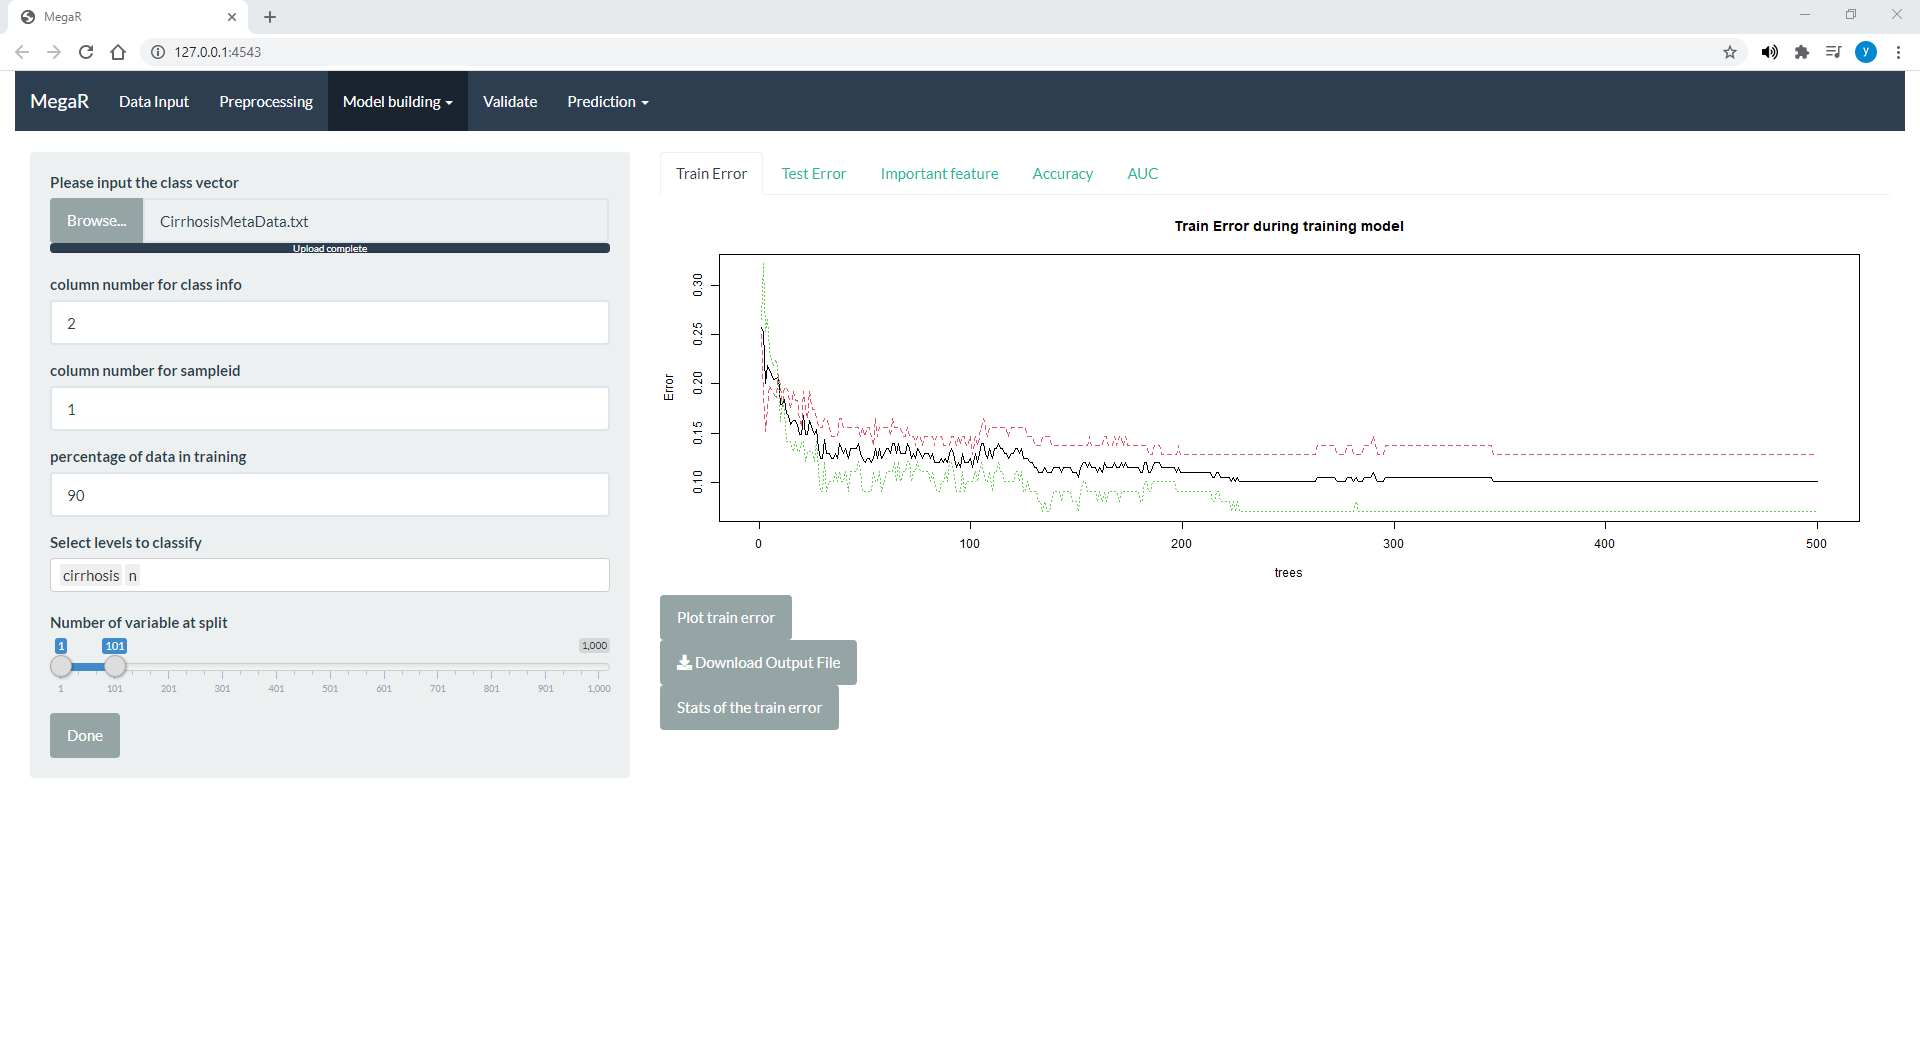 MegaR
127.0.0.1:4543
y
MegaR Data Input Preprocessing Model building Validate Prediction
Please input the class vector
Browse... CirrhosisMetaData.txt
Upload complete
column number for class info
2
column number for sampleid
1
percentage of data in training
90
Select levels to classify
cirrhosis n
Number of variable at split
1 101 1,000
1 101 201 301 401 501 601 701 801 901 1,000
Done
Train Error Test Error Important feature Accuracy AUC
Train Error during training model
Error
0.30
0.25
0.20
0.15
0.10
0 100 200 300 400 500
trees
Plot train error
Download Output File
Stats of the train error